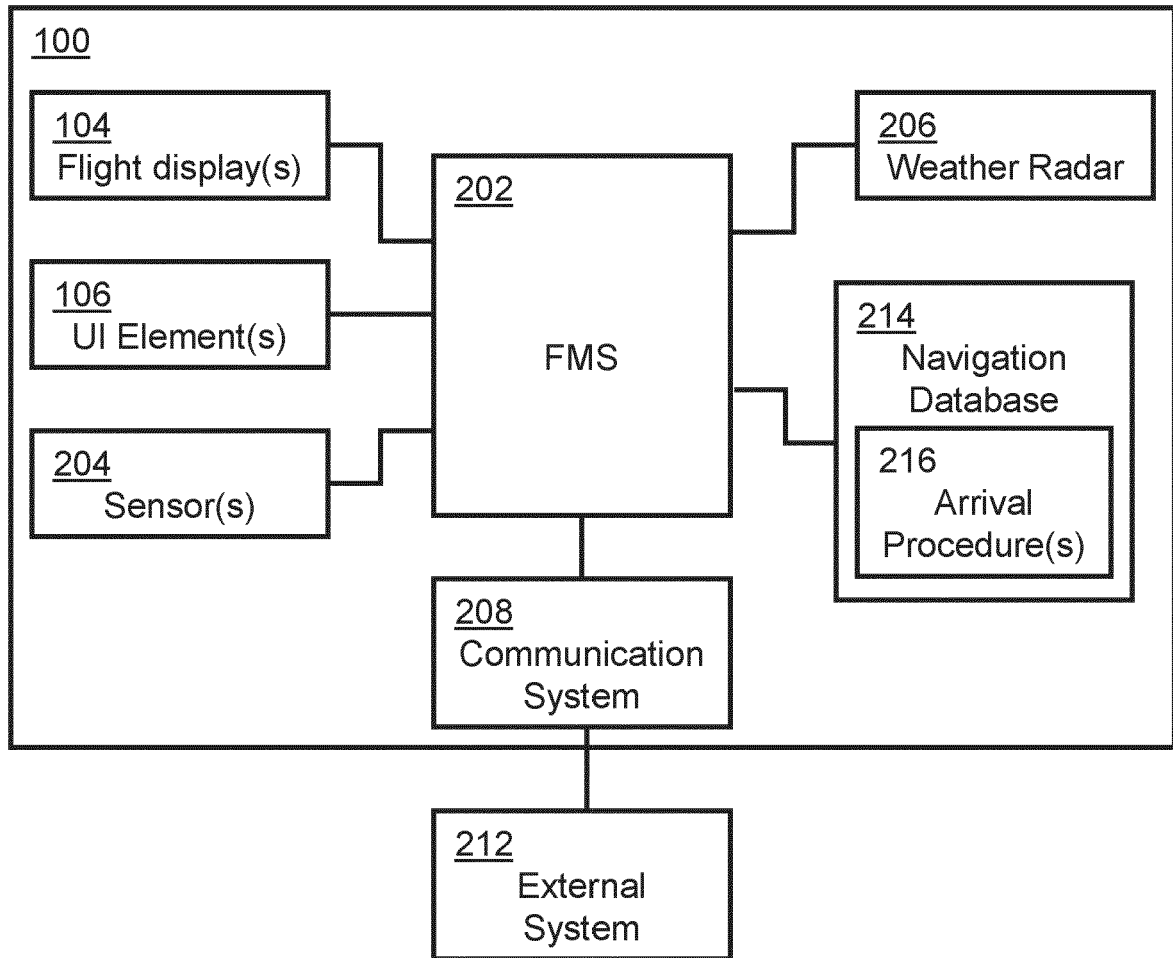 100
104
Flight display(s)
106
UI Element(s)
204
Sensor(s)
202
FMS
206
Weather Radar
214
Navigation
Database
216
Arrival
Procedure(s)
208
Communication
System
212
External
System